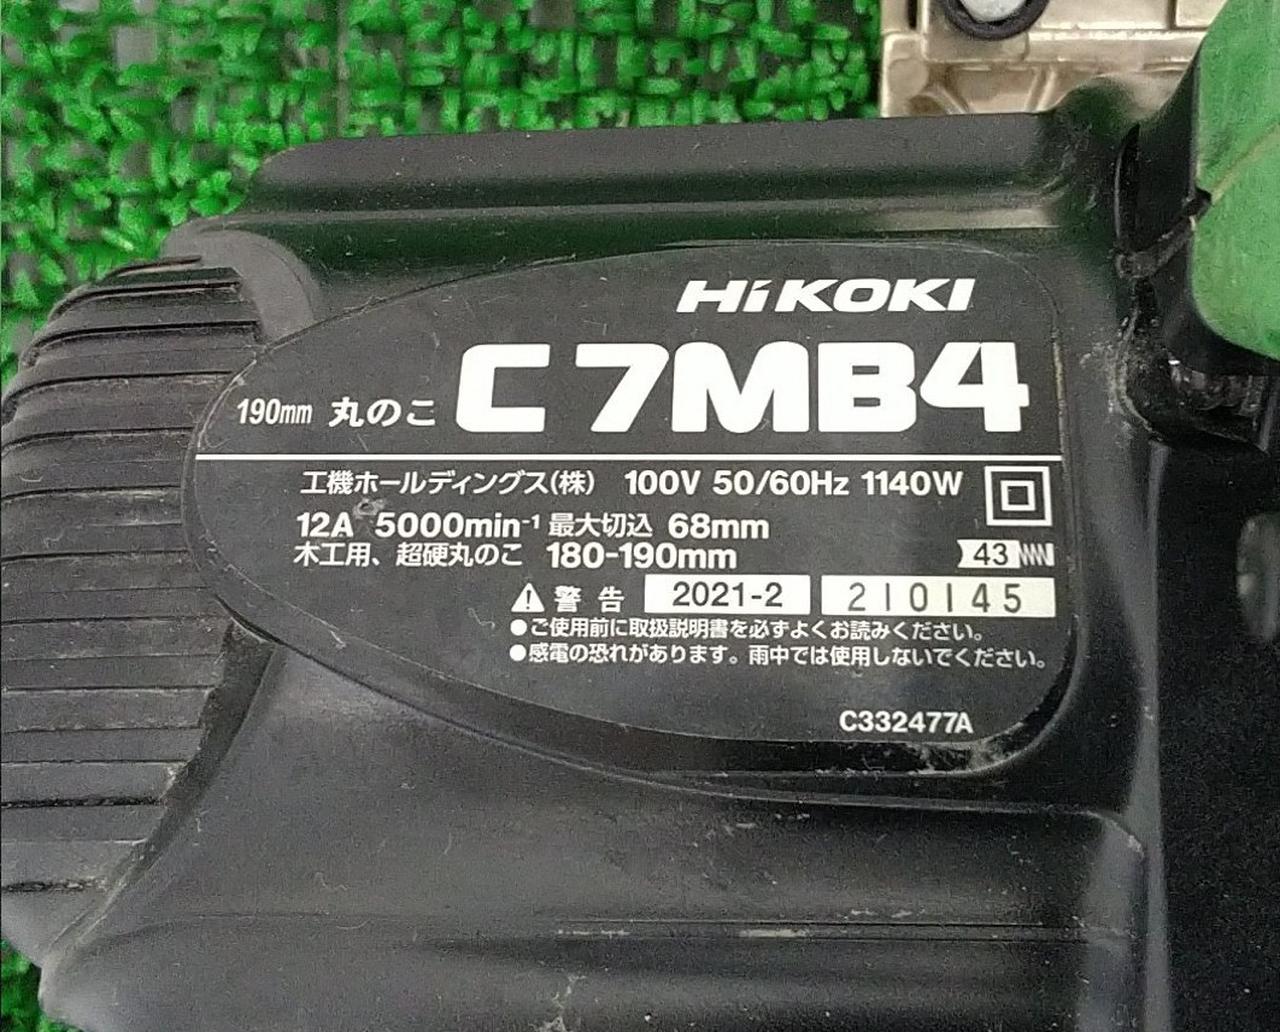 HiKOKI
190mm 丸のこ C7MB4
工機ホールディングス(株) 100V 50/60Hz 1140W
12A 5000min⁻¹ 最大切込 68mm
木工用、超硬丸のこ 180-190mm
43
警告 2021-2 210145
●ご使用前に取扱説明書を必ずよくお読みください。
●感電の恐れがあります。雨中では使用しないでください。
C332477A